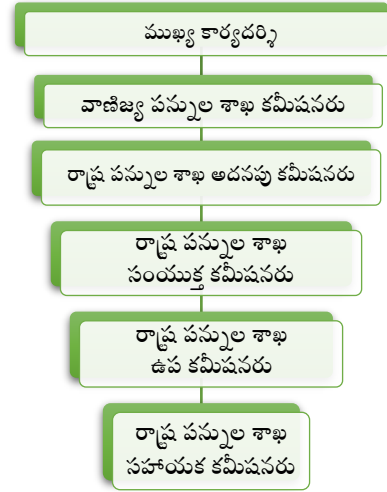 ముఖ్య కార్యదర్శి
వాణిజ్య పన్నుల శాఖ కమీషనరు
రాష్ట్ర పన్నుల శాఖ అదనపు కమీషనరు
రాష్ట్ర పన్నుల శాఖ
సంయుక్త కమీషనరు
రాష్ట్ర పన్నుల శాఖ
ఉప కమీషనరు
రాష్ట్ర పన్నుల శాఖ
సహాయక కమీషనరు